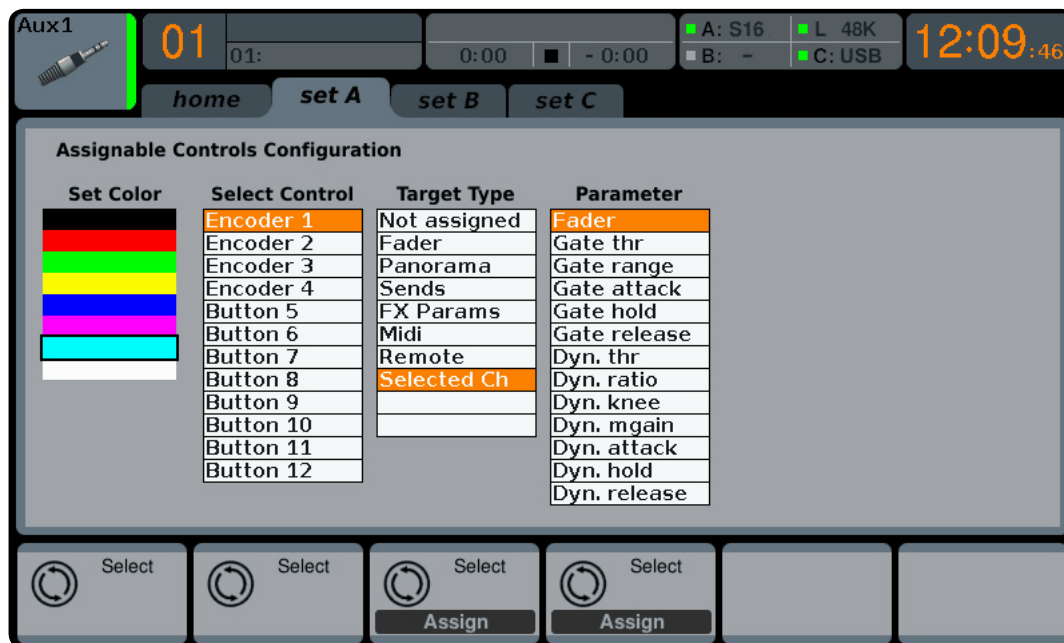 Aux1
01
01:
0:00
- 0:00
A: S16
B: -
L 48K
C: USB
12:09:46
home
set A
set B
set C
Assignable Controls Configuration
Set Color
Select Control
Encoder 1
Encoder 2
Encoder 3
Encoder 4
Button 5
Button 6
Button 7
Button 8
Button 9
Button 10
Button 11
Button 12
Target Type
Not assigned
Fader
Panorama
Sends
FX Params
Midi
Remote
Selected Ch
Parameter
Fader
Gate thr
Gate range
Gate attack
Gate hold
Gate release
Dyn. thr
Dyn. ratio
Dyn. knee
Dyn. mgain
Dyn. attack
Dyn. hold
Dyn. release
Select
Select
Select
Assign
Select
Assign